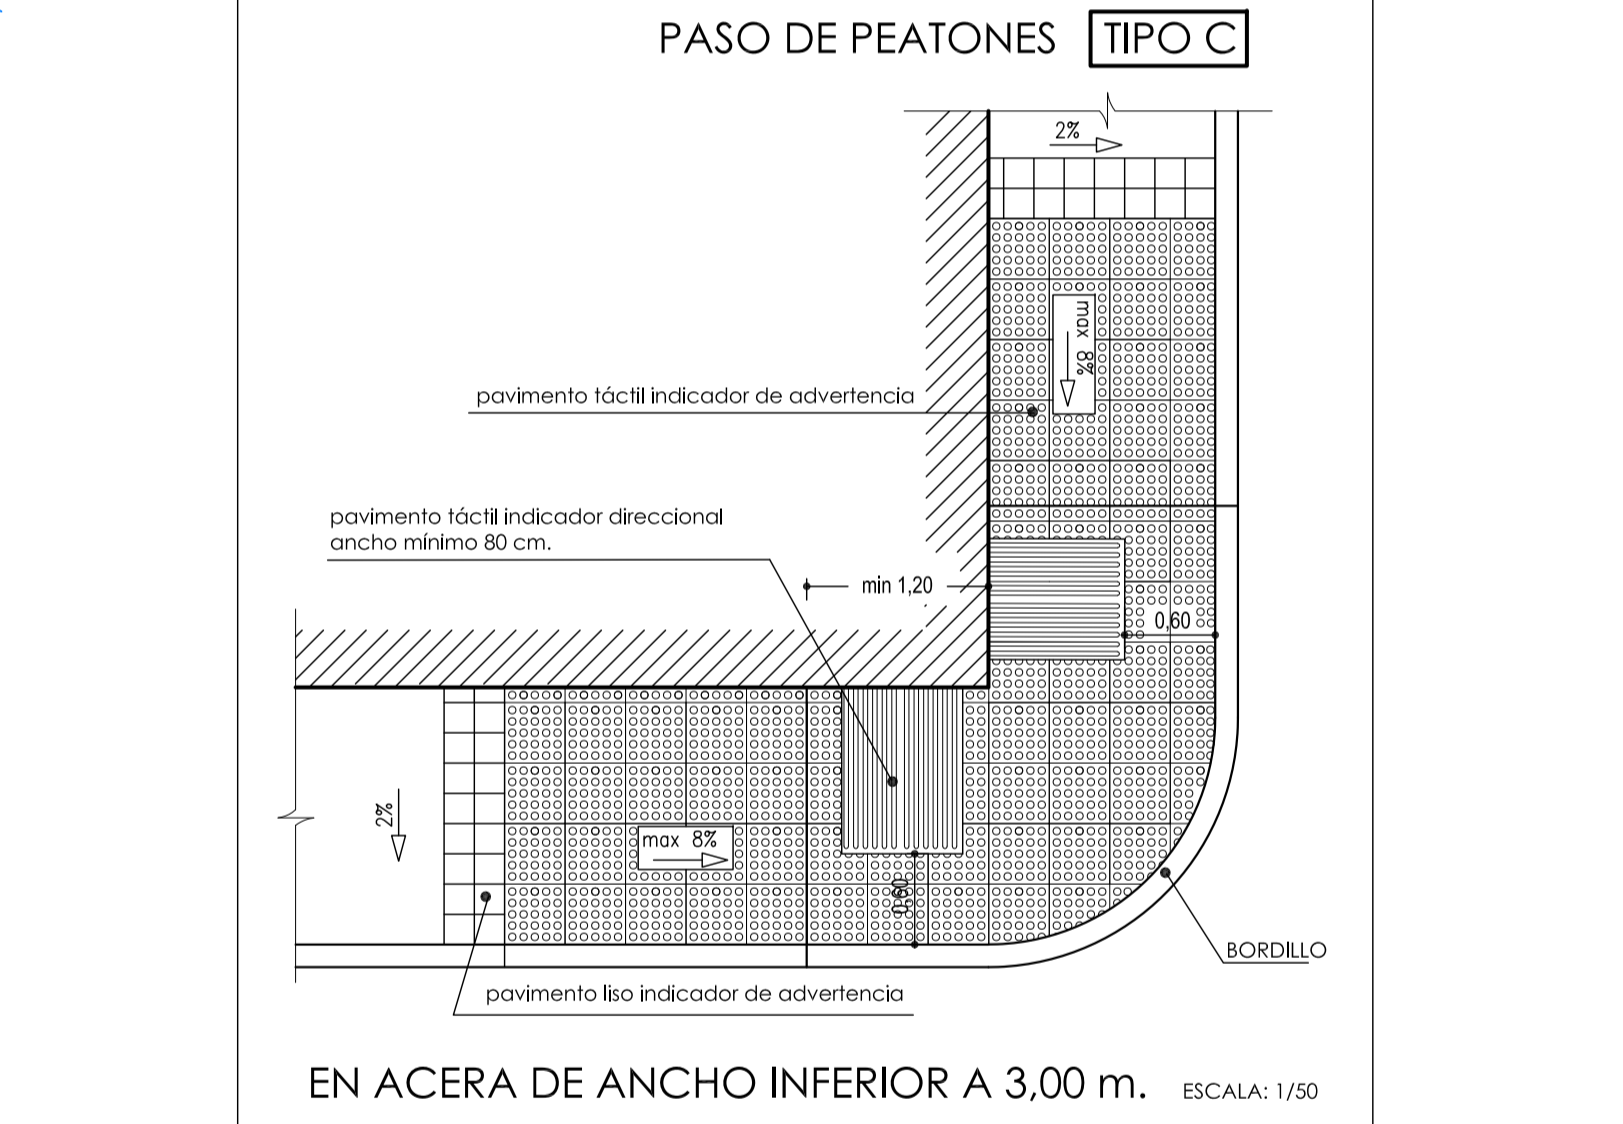 PASO DE PEATONES TIPO C
2%
max 8%
pavimento táctil indicador de advertencia
pavimento táctil indicador direccional
ancho mínimo 80 cm.
min 1,20
0,60
2%
max 8%
0,60
BORDILLO
pavimento liso indicador de advertencia
EN ACERA DE ANCHO INFERIOR A 3,00 m. ESCALA: 1/50